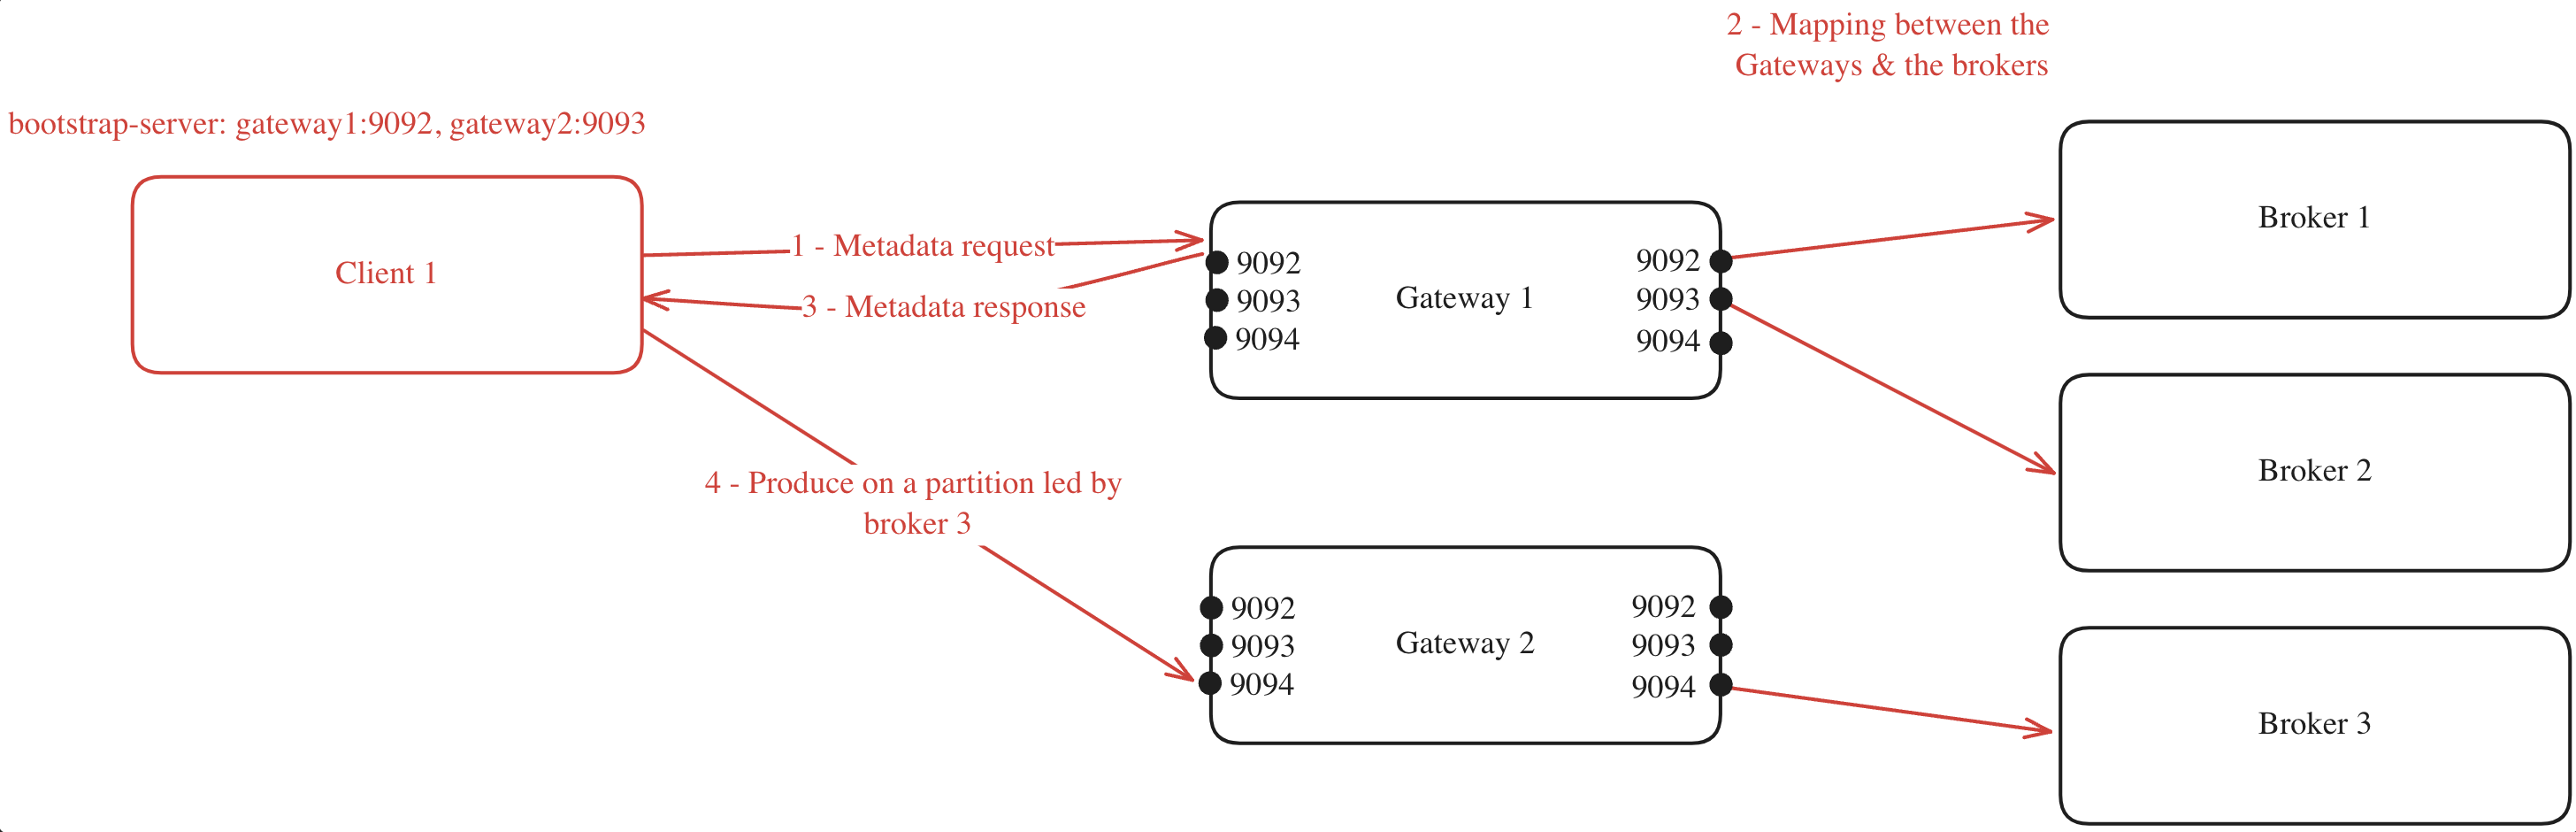 2 - Mapping between the
Gateways & the brokers
bootstrap-server: gateway1:9092, gateway2:9093
Client 1
1 - Metadata request
3 - Metadata response
4 - Produce on a partition led by
broker 3
9092
9093
9094
Gateway 1
9092
9093
9094
9092
9093
9094
Gateway 2
9092
9093
9094
Broker 1
Broker 2
Broker 3